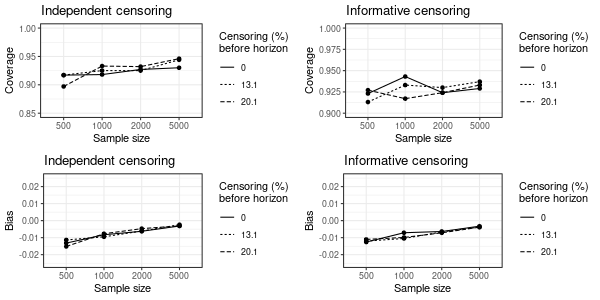 Independent censoring
1.00
0.95
0.90
0.85
Coverage
500 1000 2000 5000
Sample size
Censoring (%)
before horizon
0
13.1
20.1
Informative censoring
1.000
0.975
0.950
0.925
0.900
Coverage
500 1000 2000 5000
Sample size
Censoring (%)
before horizon
0
13.1
20.1
Independent censoring
0.02
0.01
0.00
-0.01
-0.02
Bias
500 1000 2000 5000
Sample size
Censoring (%)
before horizon
0
13.1
20.1
Informative censoring
0.02
0.01
0.00
-0.01
-0.02
Bias
500 1000 2000 5000
Sample size
Censoring (%)
before horizon
0
13.1
20.1